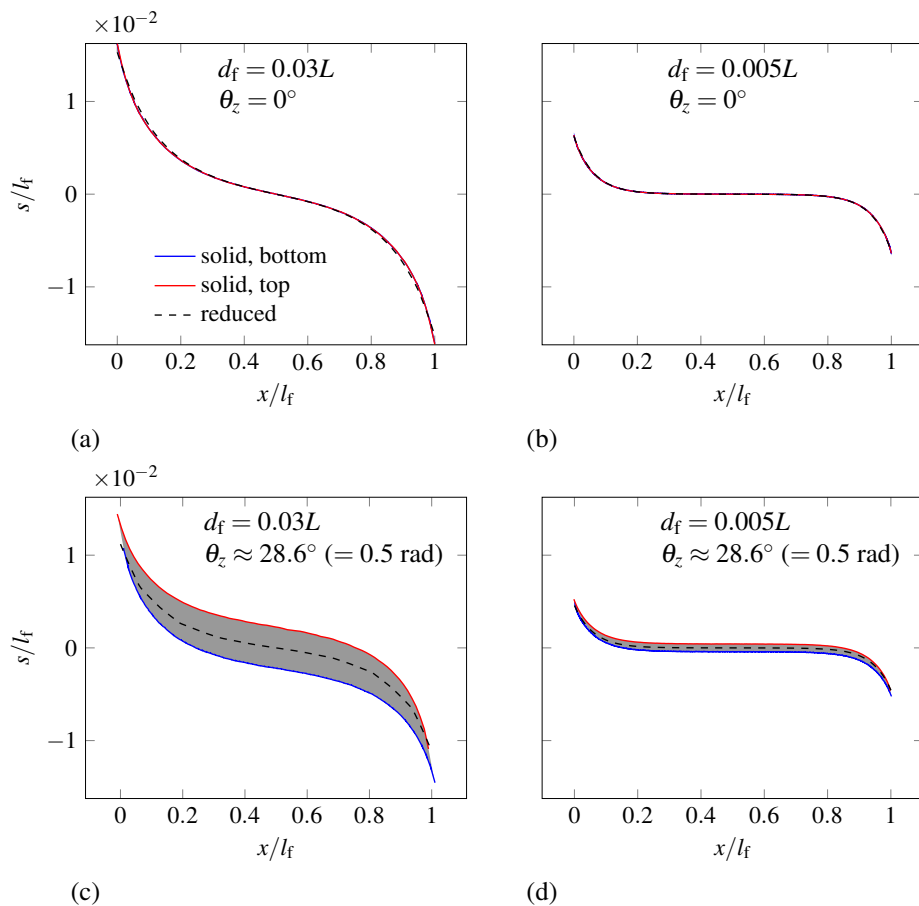 ×10⁻²
d_f = 0.03L
θ_z = 0°
1
0
−1
s/l_f
solid, bottom
solid, top
reduced
0 0.2 0.4 0.6 0.8 1
x/l_f
(a)
d_f = 0.005L
θ_z = 0°
0 0.2 0.4 0.6 0.8 1
x/l_f
(b)
×10⁻²
d_f = 0.03L
θ_z ≈ 28.6° (= 0.5 rad)
1
0
−1
s/l_f
0 0.2 0.4 0.6 0.8 1
x/l_f
(c)
d_f = 0.005L
θ_z ≈ 28.6° (= 0.5 rad)
0 0.2 0.4 0.6 0.8 1
x/l_f
(d)